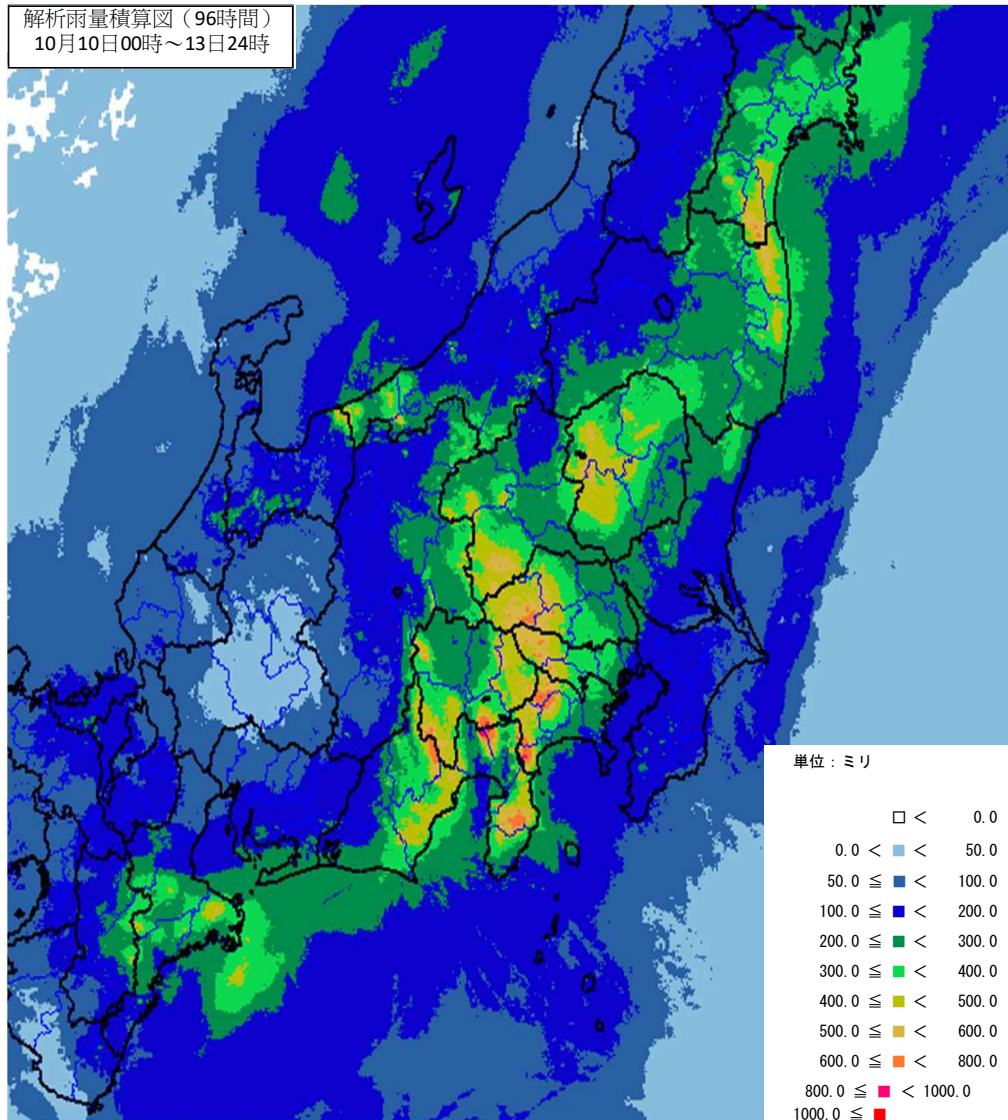 解析雨量積算図（96時間）
10月10日00時～13日24時
単位：ミリ
□ ＜ 0.0
0.0 ＜ ■ ＜ 50.0
50.0 ≦ ■ ＜ 100.0
100.0 ≦ ■ ＜ 200.0
200.0 ≦ ■ ＜ 300.0
300.0 ≦ ■ ＜ 400.0
400.0 ≦ ■ ＜ 500.0
500.0 ≦ ■ ＜ 600.0
600.0 ≦ ■ ＜ 800.0
800.0 ≦ ■ ＜ 1000.0
1000.0 ≦ ■